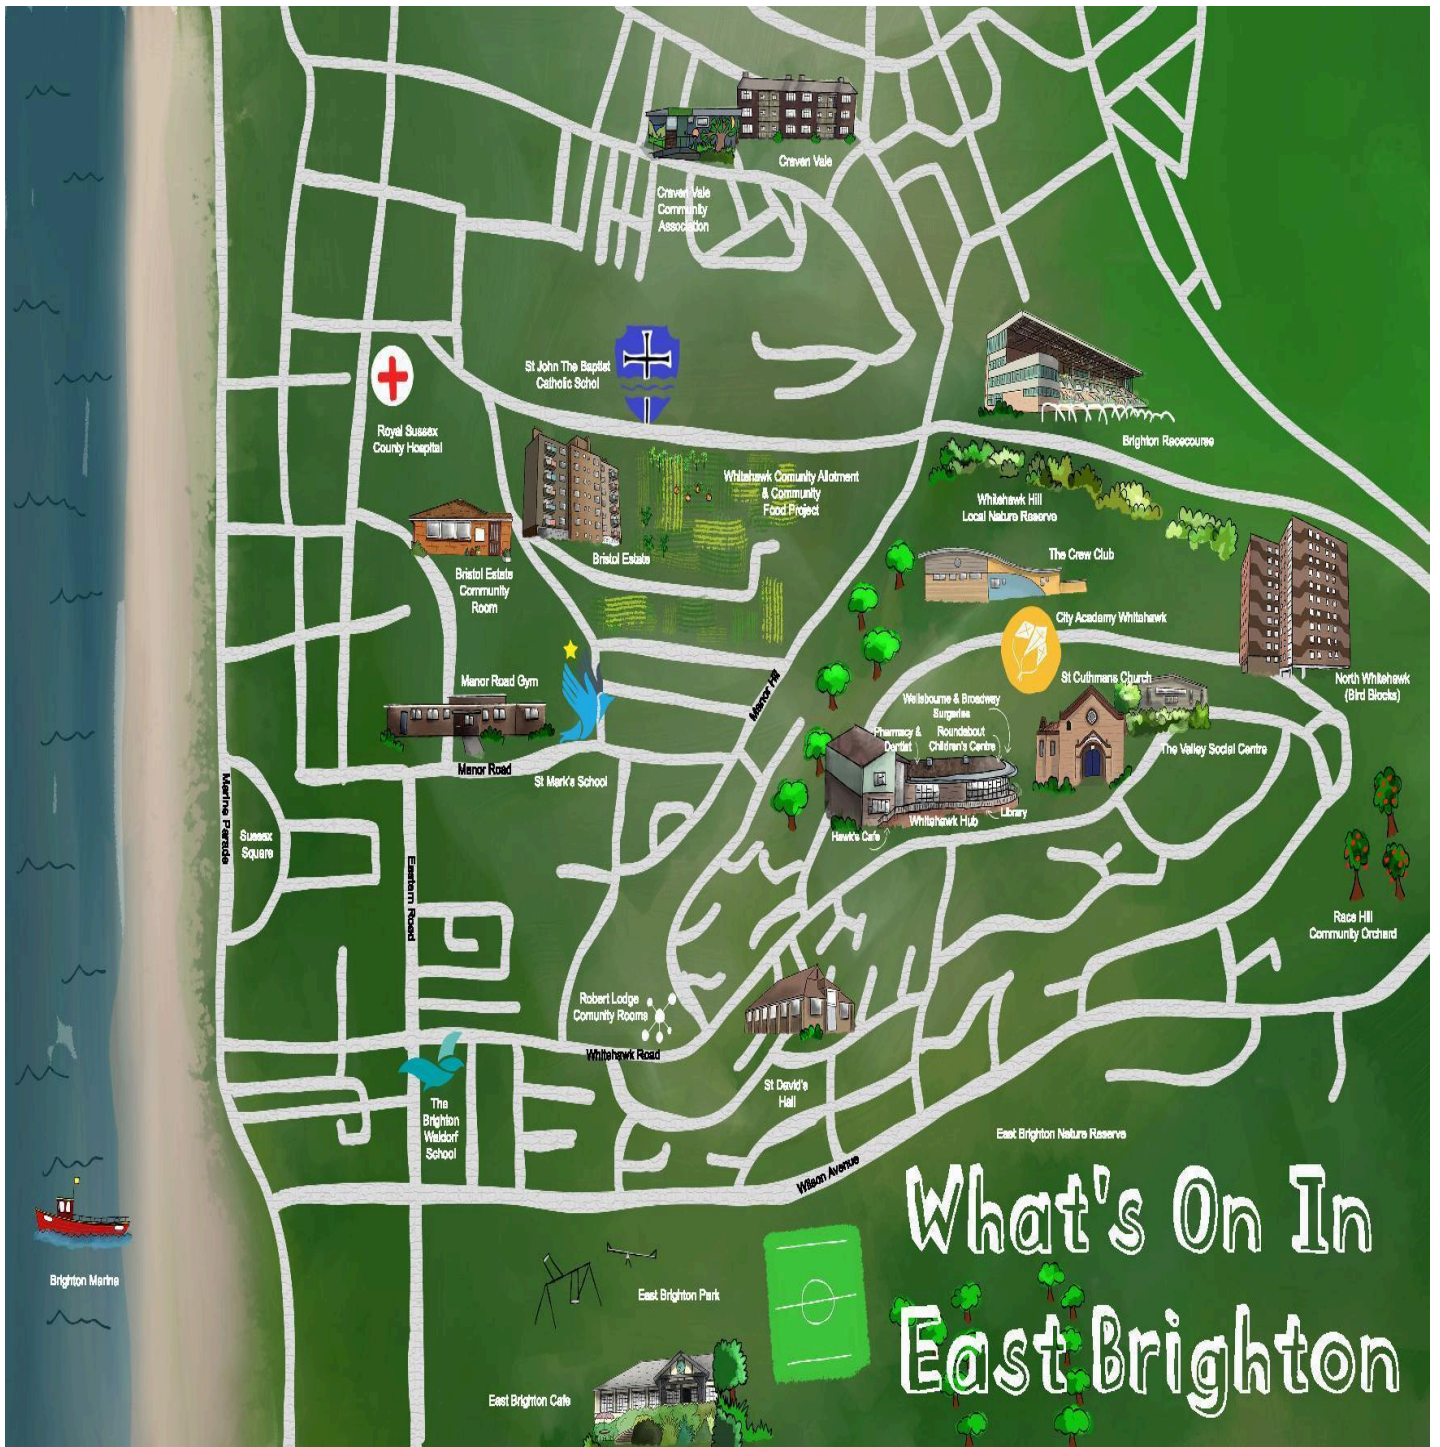 Craven Vale
Craven Vale
Community
Association
St John The Baptist
Catholic Schol
Royal Sussex
County Hospital
Brighton Racecourse
Whitehawk Comunity Allotment
& Community
Food Project
Whitehawk Hill
Local Nature Reserve
Bristol Estate
The Crew Club
Bristol Estate
Community
Room
City Academy Whitehawk
St Cuthmans Church
North Whitehawk
(Bird Blocks)
Manor Road Gym
Manor Hill
Wellsbourne & Broadway
Surgeries
Pharmacy &
Dentist
Roundabout
Children's Centre
The Valley Social Centre
Manor Road
St Mark's School
Marine Parade
Sussex
Square
Eastern Road
Hawk's Cafe
Whitehawk Hub
Library
Race Hill
Community Orchard
Robert Lodge
Comunity Rooms
Whitehawk Road
St David's
Hall
The
Brighton
Waldorf
School
East Brighton Nature Reserve
Wilson Avenue
What's On In
East Brighton
Brighton Marina
East Brighton Park
East Brighton Cafe